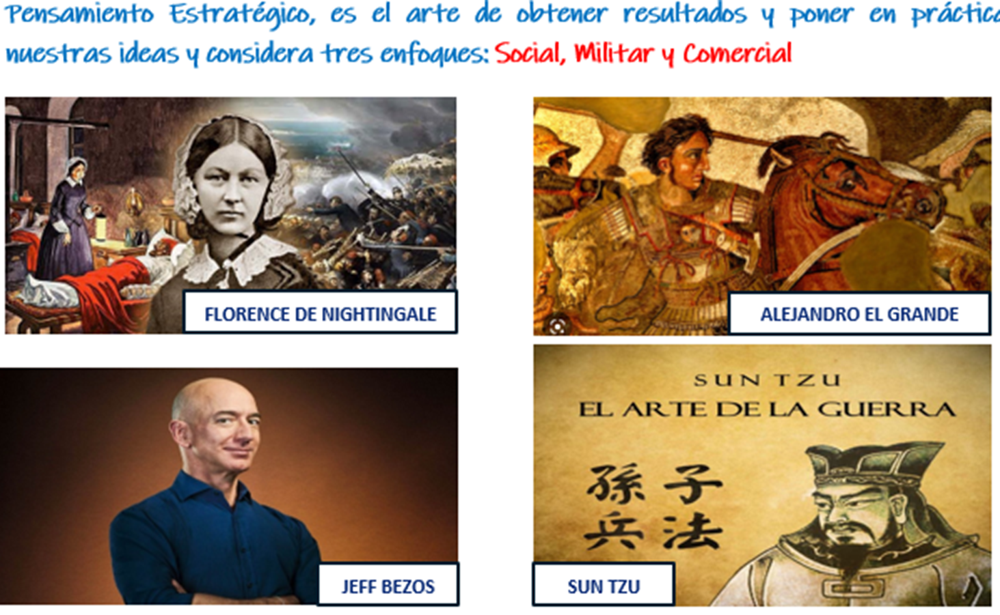 Pensamiento Estratégico, es el arte de obtener resultados y poner en práctica
nuestras ideas y considera tres enfoques: Social, Militar y Comercial
FLORENCE DE NIGHTINGALE
ALEJANDRO EL GRANDE
JEFF BEZOS
SUN TZU
EL ARTE DE LA GUERRA
孫子
兵法
SUN TZU